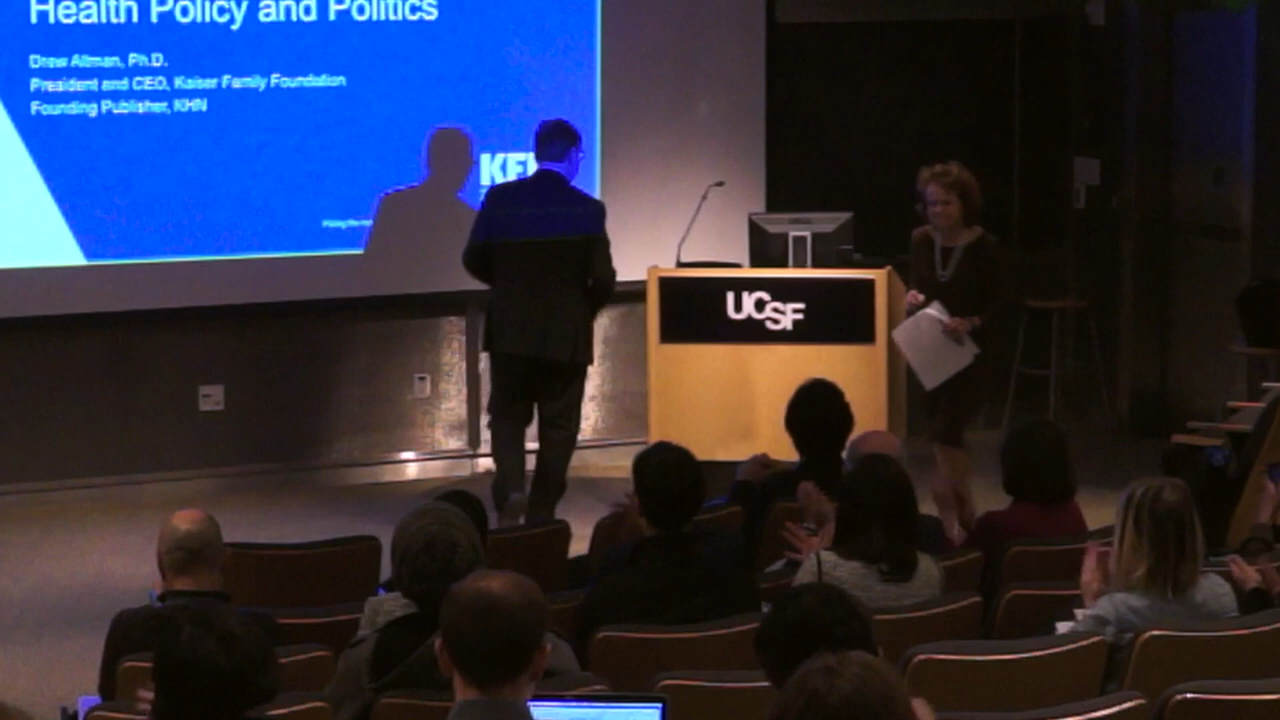 Health Policy and Politics
Drew Altman, Ph.D.
President and CEO, Kaiser Family Foundation
Founding Publisher, KHN
UCSF